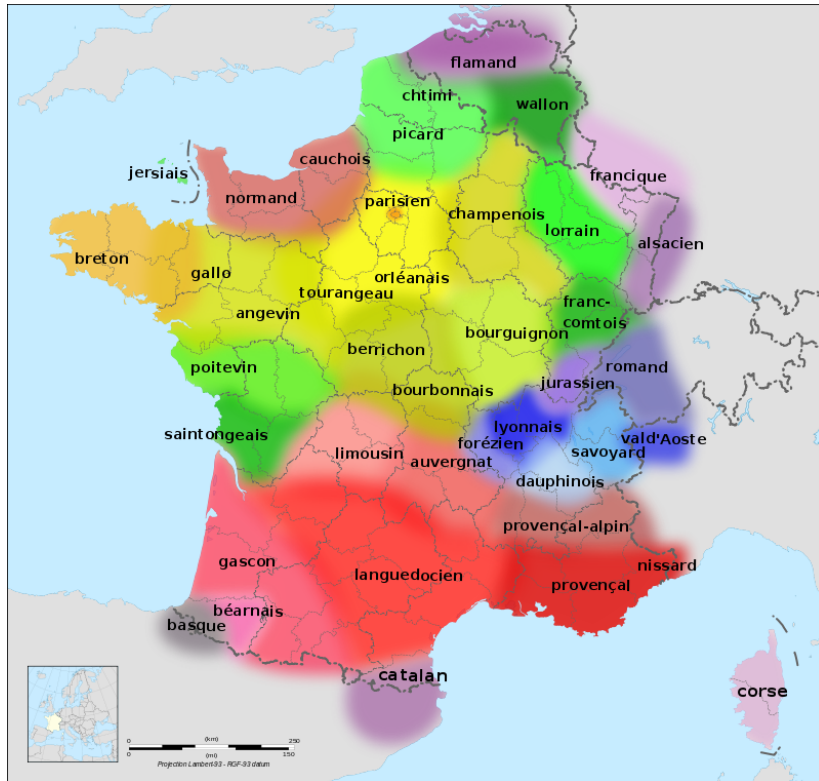 flamand
chtimi
wallon
picard
cauchois
jersiais
francique
normand
parisien
champenois
lorrain
alsacien
breton
gallo
orléanais
tourangeau
franc-
comtois
angevin
bourguignon
berrichon
poitevin
romand
jurassien
bourbonnais
saintongeais
lyonnais
vald'Aoste
forézien
limousin
savoyard
auvergnat
dauphinois
provençal-alpin
gascon
nissard
languedocien
provençal
béarnais
basque
catalan
corse
0 (km) 250
0 (mi) 150
Projection Lambert-93 - RGF-93 datum